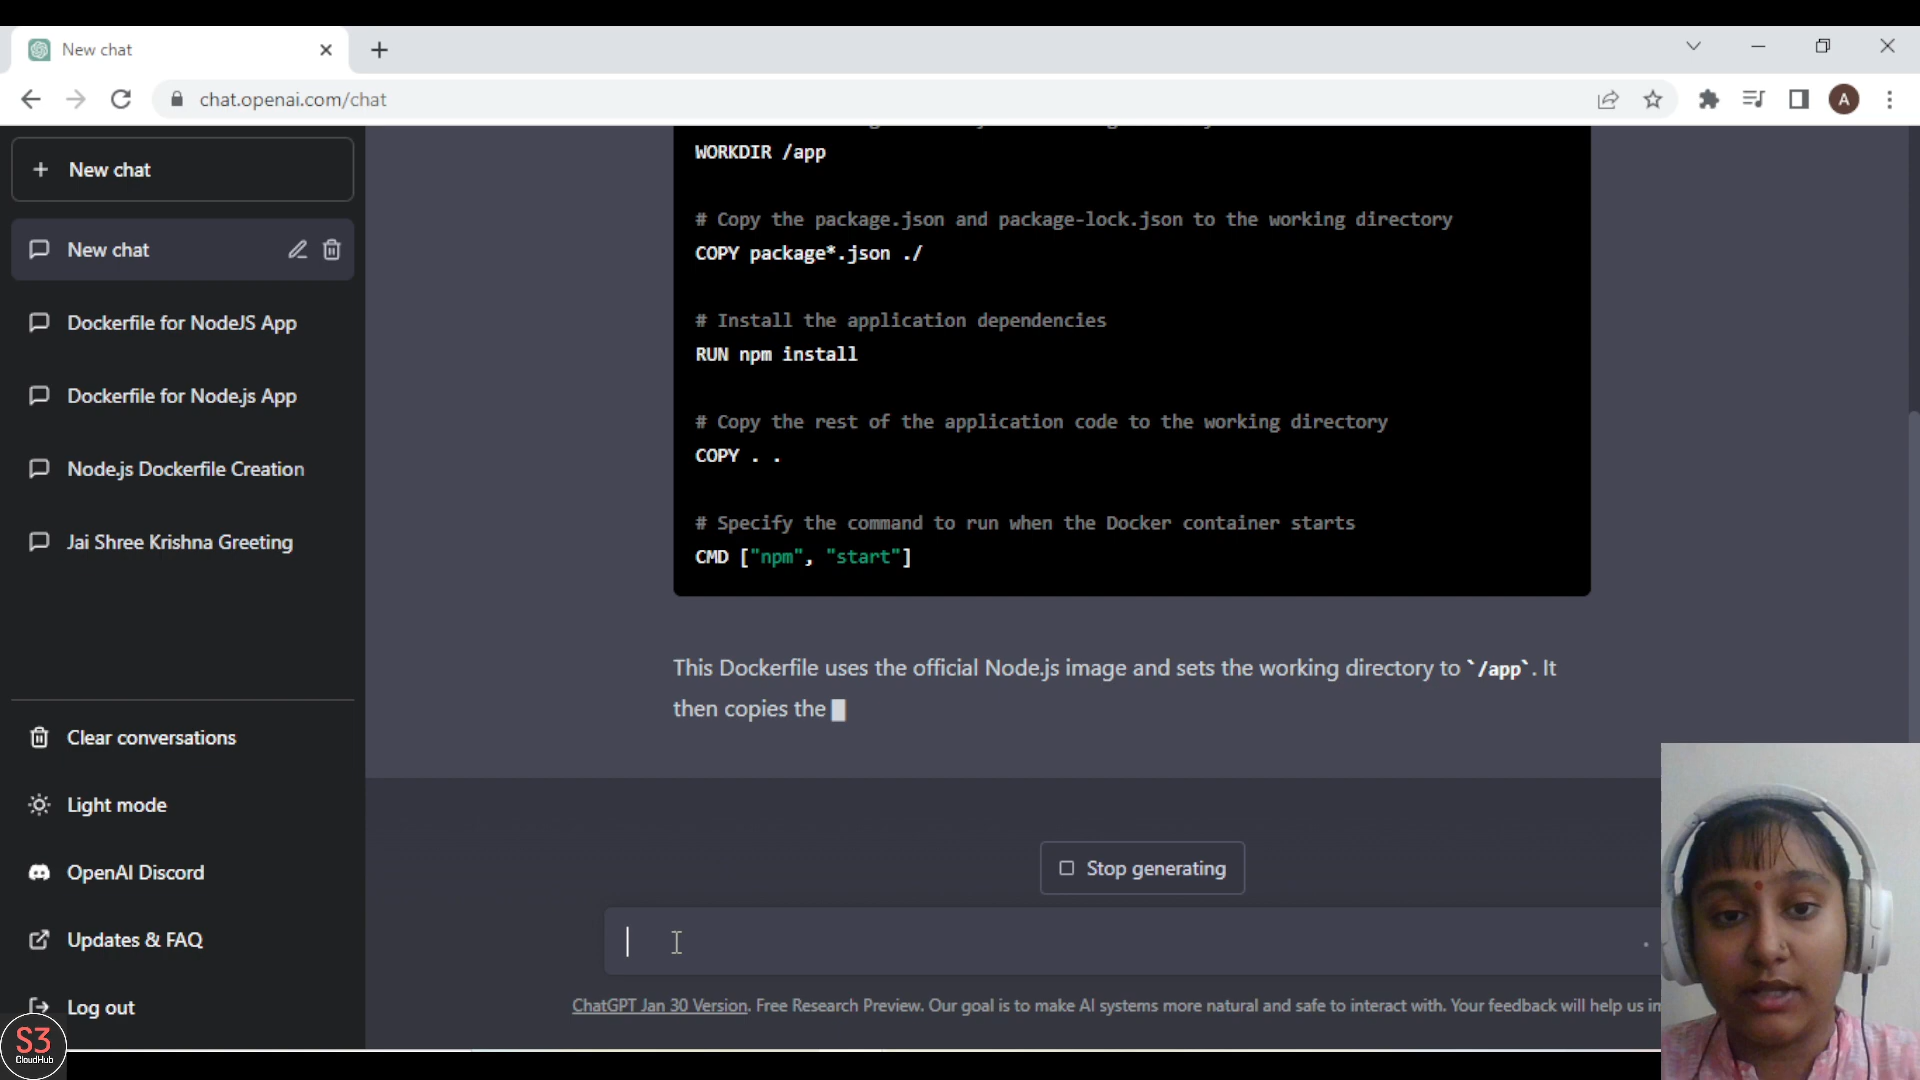 New chat
chat.openai.com/chat
A
New chat
New chat
Dockerfile for NodeJS App
Dockerfile for Node.js App
Node.js Dockerfile Creation
Jai Shree Krishna Greeting
Clear conversations
Light mode
OpenAI Discord
Updates & FAQ
Log out
S3
CloudHub
WORKDIR /app
# Copy the package.json and package-lock.json to the working directory
COPY package*.json ./
# Install the application dependencies
RUN npm install
# Copy the rest of the application code to the working directory
COPY . .
# Specify the command to run when the Docker container starts
CMD ["npm", "start"]
This Dockerfile uses the official Node.js image and sets the working directory to `/app`. It
then copies the
Stop generating
ChatGPT Jan 30 Version. Free Research Preview. Our goal is to make AI systems more natural and safe to interact with. Your feedback will help us